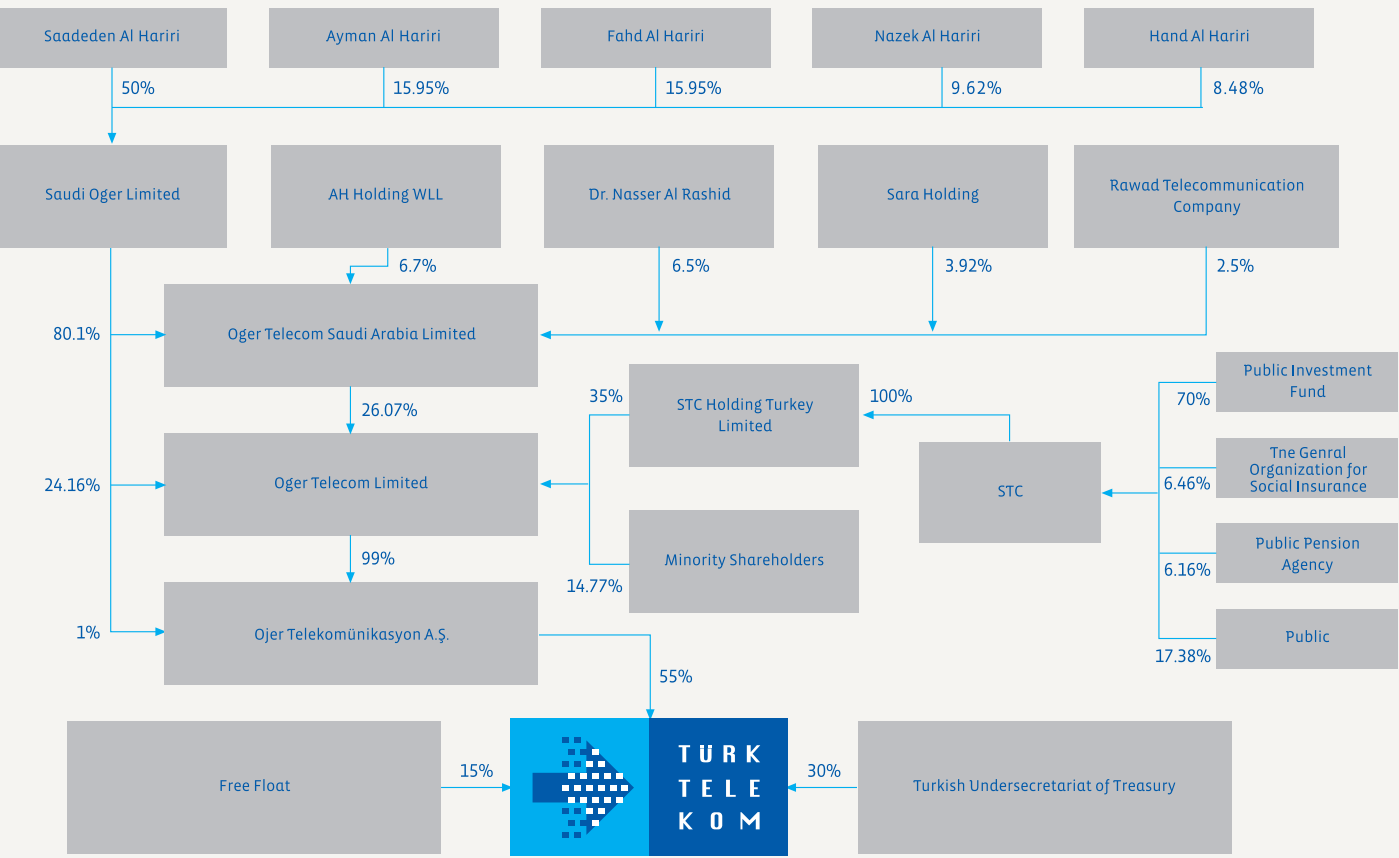 Saadeden Al Hariri
Ayman Al Hariri
Fahd Al Hariri
Nazek Al Hariri
Hand Al Hariri
50%
15.95%
15.95%
9.62%
8.48%
Saudi Oger Limited
AH Holding WLL
Dr. Nasser Al Rashid
Sara Holding
Rawad Telecommunication
Company
6.7%
6.5%
3.92%
2.5%
80.1%
Oger Telecom Saudi Arabia Limited
26.07%
35%
STC Holding Turkey
Limited
100%
Public Investment
Fund
70%
24.16%
Oger Telecom Limited
STC
Tne Genral
Organization for
Social Insurance
6.46%
99%
14.77%
Minority Shareholders
Public Pension
Agency
6.16%
1%
Ojer Telekomünikasyon A.Ş.
Public
17.38%
55%
Free Float
15%
TÜRK
TELE
KOM
30%
Turkish Undersecretariat of Treasury